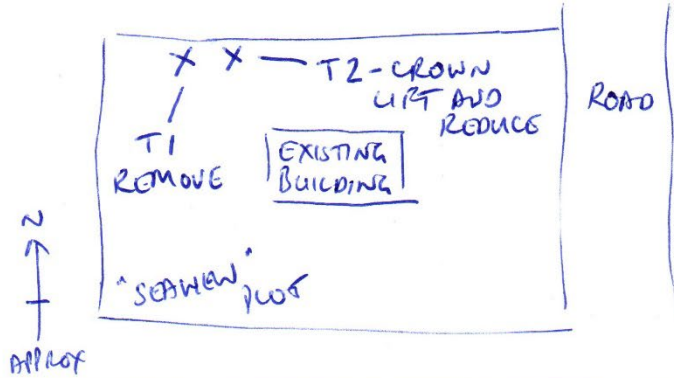 T2-CROWN
LIFT AND
REDUCE
ROAD
T1
REMOVE
EXISTING
BUILDING
N
"SEAVIEW"
PLOT
APPROX